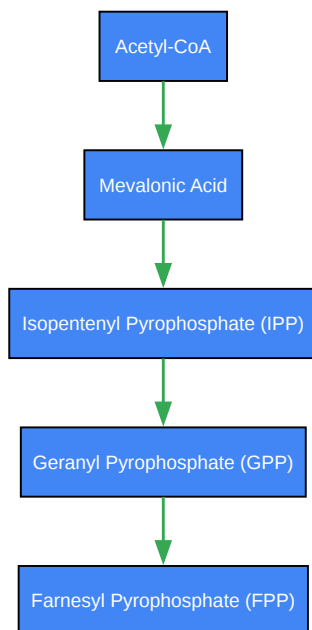 Acetyl-CoA
Mevalonic Acid
Isopentenyl Pyrophosphate (IPP)
Geranyl Pyrophosphate (GPP)
Farnesyl Pyrophosphate (FPP)